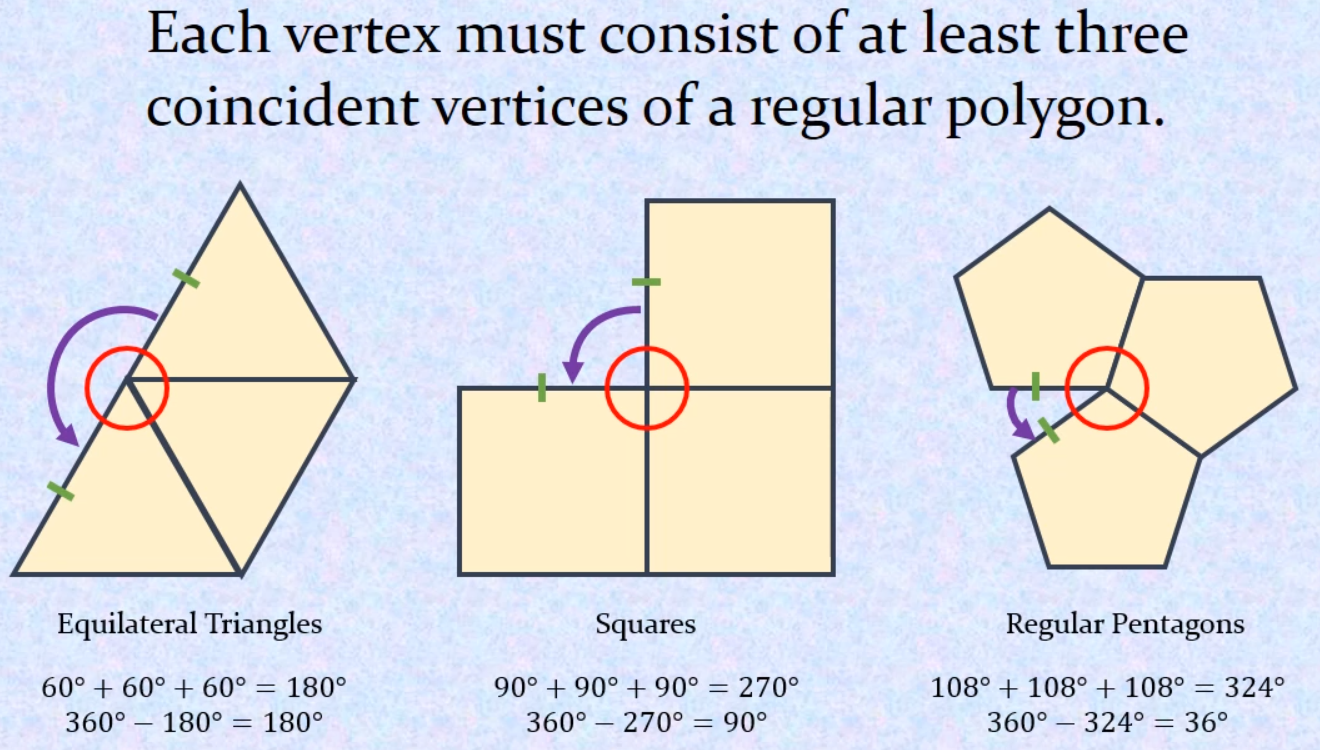 Each vertex must consist of at least three
coincident vertices of a regular polygon.
Equilateral Triangles
60° + 60° + 60° = 180°
360° − 180° = 180°
Squares
90° + 90° + 90° = 270°
360° − 270° = 90°
Regular Pentagons
108° + 108° + 108° = 324°
360° − 324° = 36°